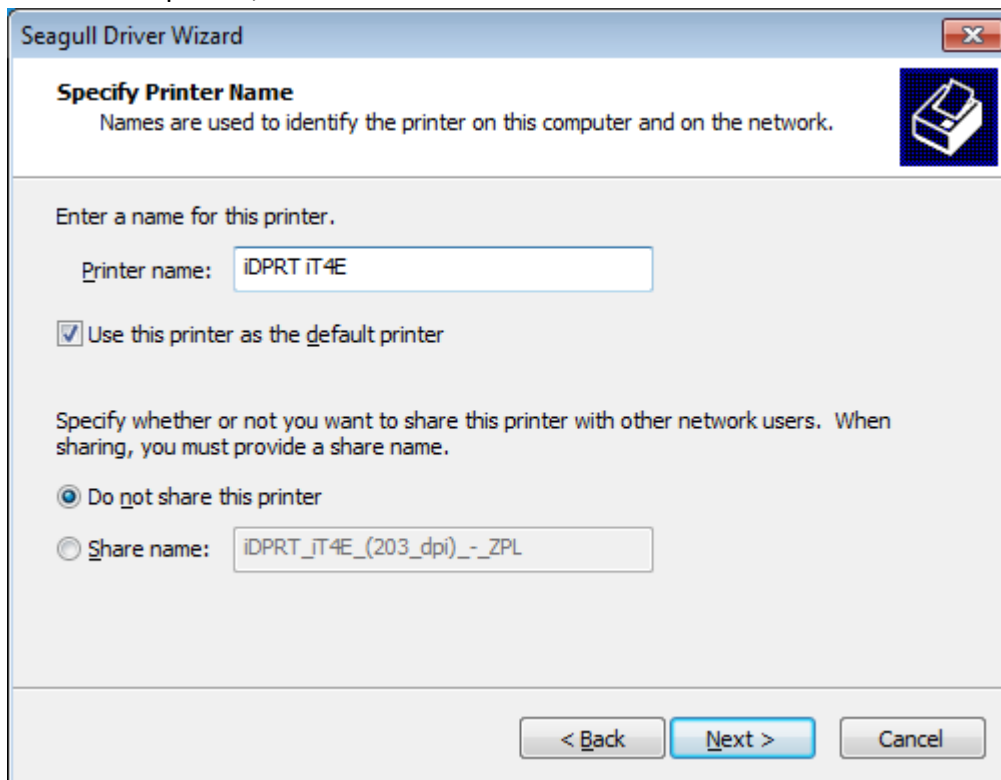 Seagull Driver Wizard
Specify Printer Name
Names are used to identify the printer on this computer and on the network.
Enter a name for this printer.
Printer name: iDPRT iT4E
Use this printer as the default printer
Specify whether or not you want to share this printer with other network users. When
sharing, you must provide a share name.
Do not share this printer
Share name: iDPRT_iT4E_(203_dpi)_-_ZPL
< Back Next > Cancel